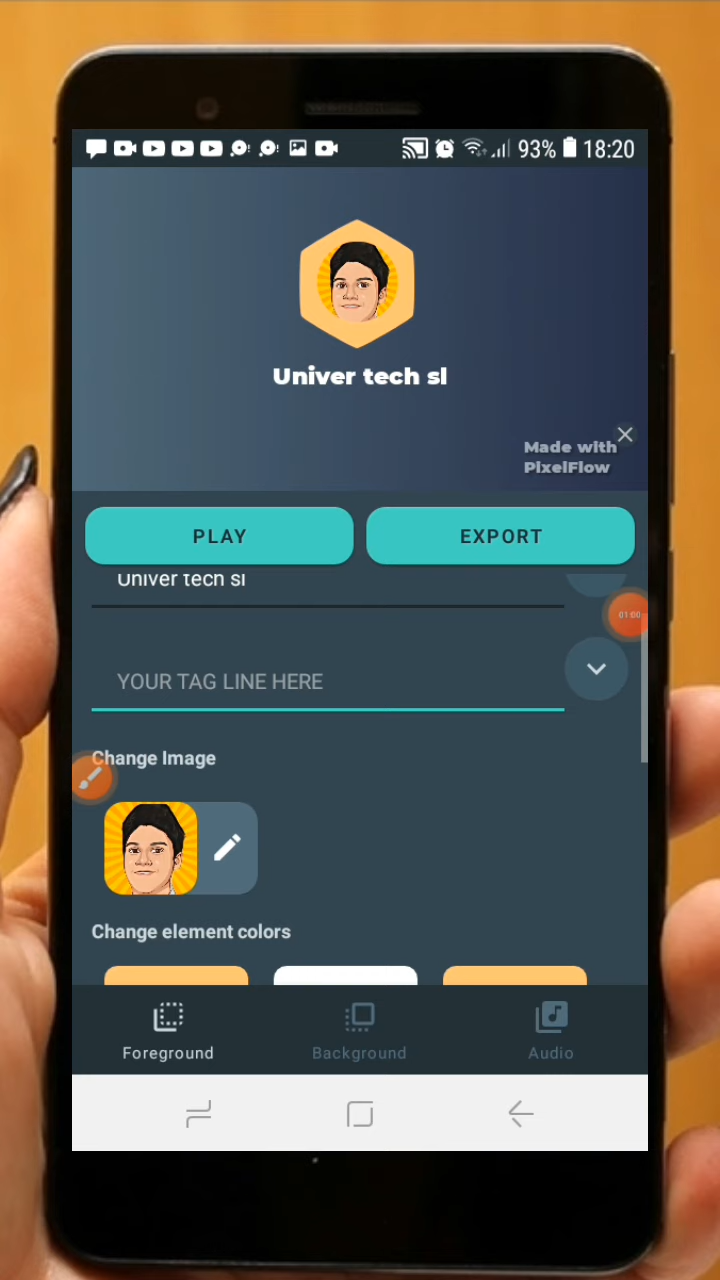 93% 18:20
Univer tech sl
Made with
PixelFlow
PLAY
EXPORT
Univer tech sl
01:00
YOUR TAG LINE HERE
Change Image
Change element colors
Foreground
Background
Audio